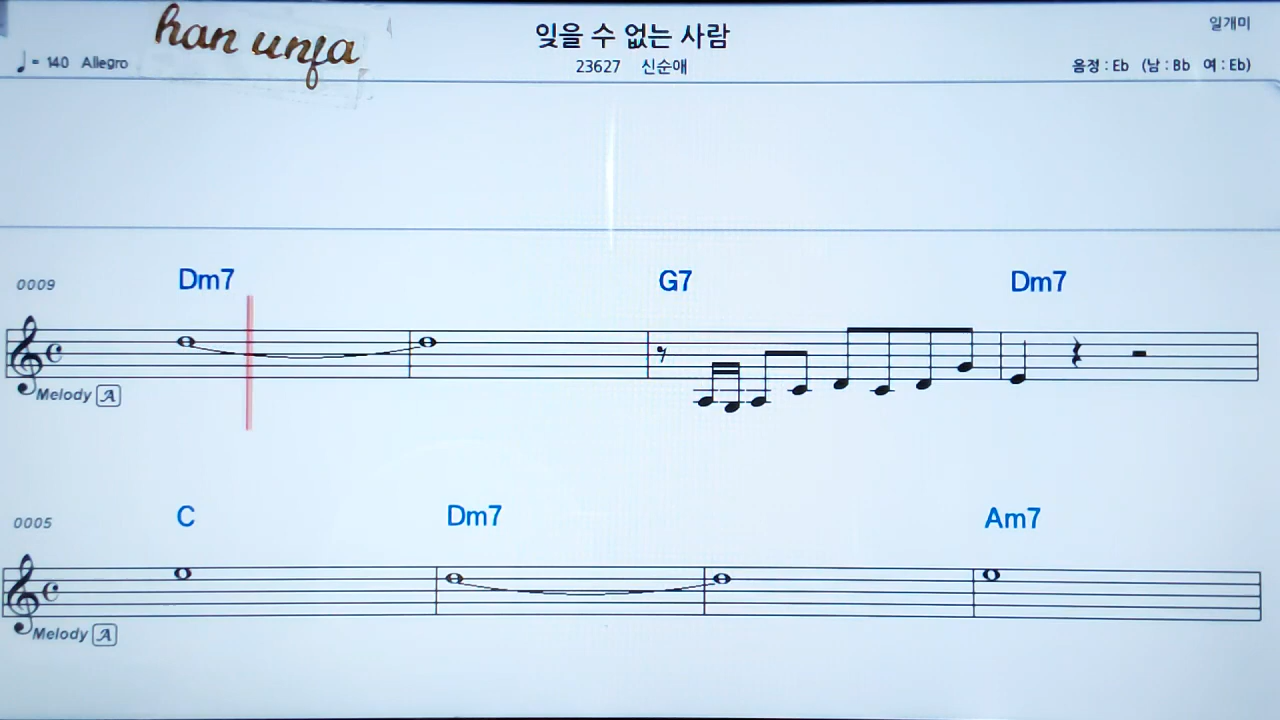 han unfa
잊을 수 없는 사람
일개미
♩= 140 Allegro
23627 신순애
음정 : Eb (남 : Bb 여 : Eb)
0009
Dm7
G7
Dm7
Melody A
0005
C
Dm7
Am7
Melody A